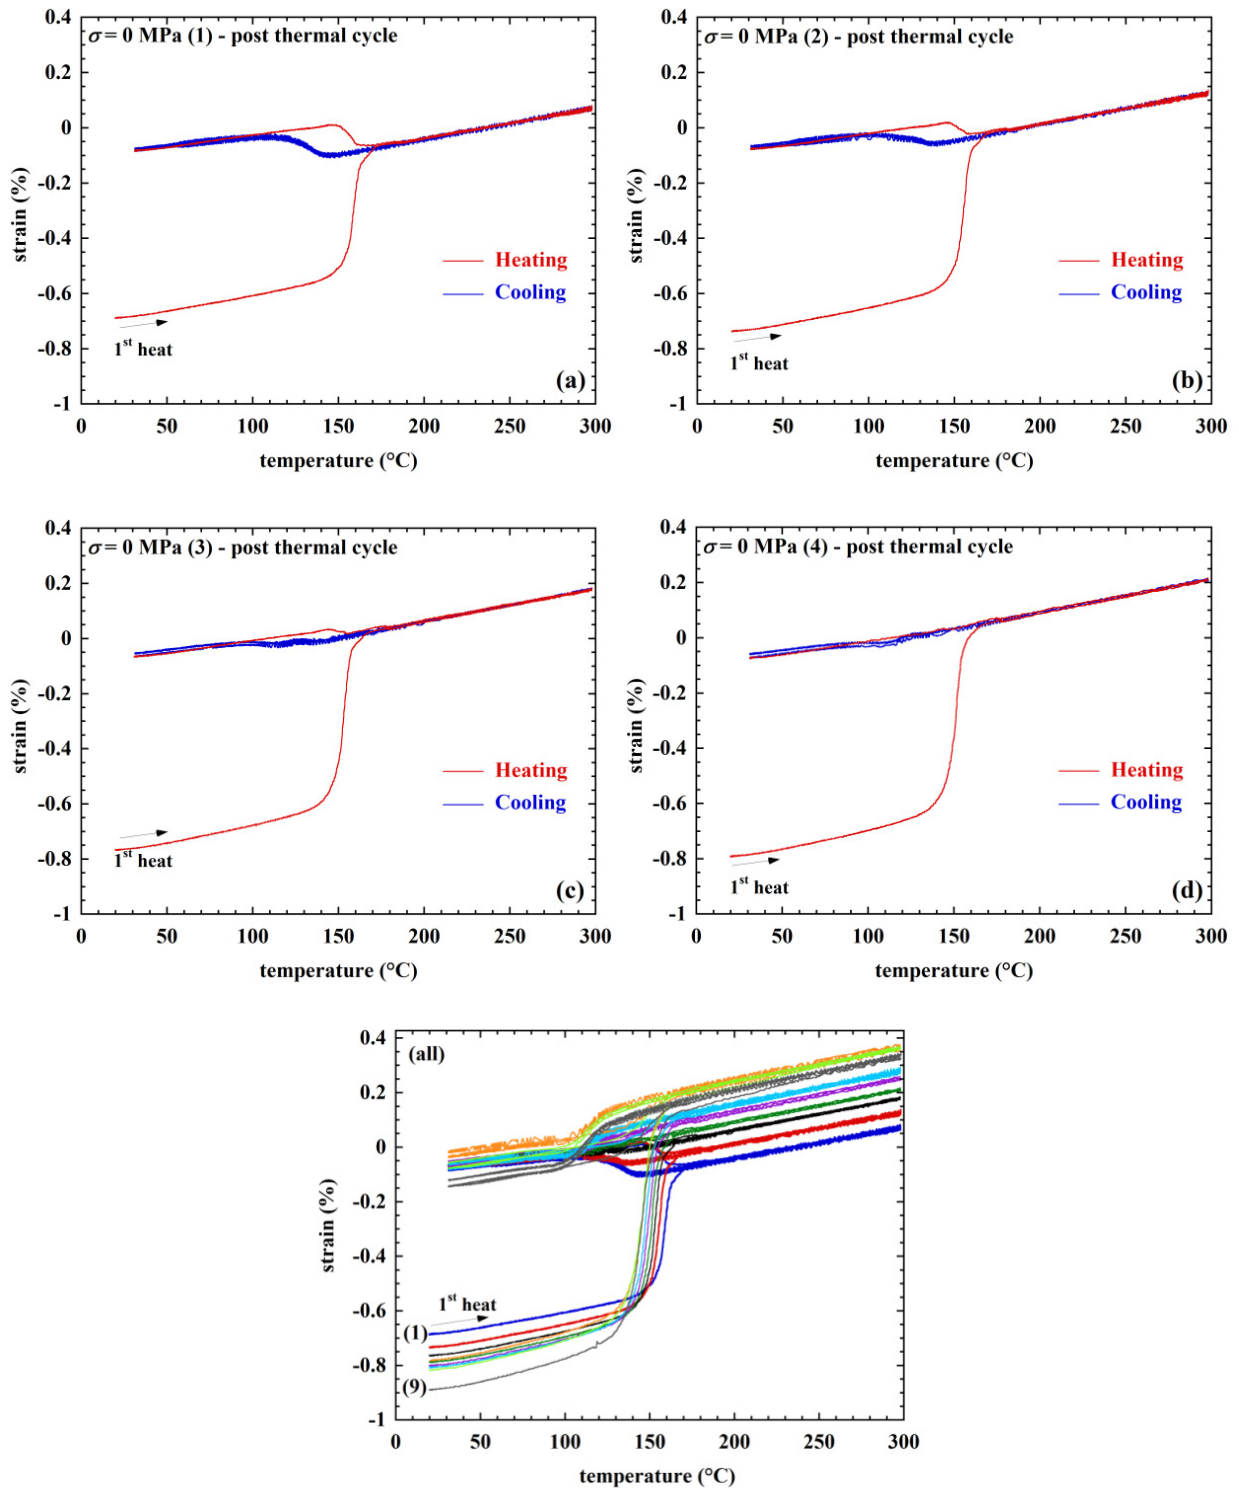 σ = 0 MPa (1) - post thermal cycle
0.4
0.2
0
-0.2
-0.4
-0.6
-0.8
-1
strain (%)
Heating
Cooling
1st heat
(a)
0 50 100 150 200 250 300
temperature (°C)
σ = 0 MPa (2) - post thermal cycle
0.4
0.2
0
-0.2
-0.4
-0.6
-0.8
-1
strain (%)
Heating
Cooling
1st heat
(b)
0 50 100 150 200 250 300
temperature (°C)
σ = 0 MPa (3) - post thermal cycle
0.4
0.2
0
-0.2
-0.4
-0.6
-0.8
-1
strain (%)
Heating
Cooling
1st heat
(c)
0 50 100 150 200 250 300
temperature (°C)
σ = 0 MPa (4) - post thermal cycle
0.4
0.2
0
-0.2
-0.4
-0.6
-0.8
-1
strain (%)
Heating
Cooling
1st heat
(d)
0 50 100 150 200 250 300
temperature (°C)
(all)
0.4
0.2
0
-0.2
-0.4
-0.6
-0.8
-1
strain (%)
1st heat
(1)
(9)
0 50 100 150 200 250 300
temperature (°C)